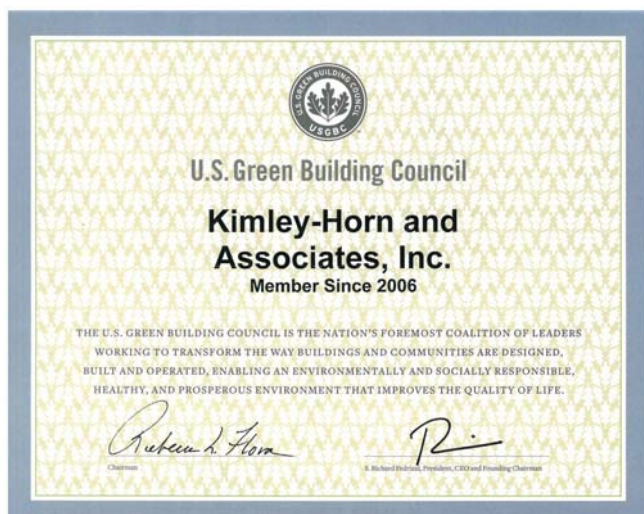 U.S. GREEN BUILDING COUNCIL
USGBC
U.S. Green Building Council
Kimley-Horn and
Associates, Inc.
Member Since 2006
THE U.S. GREEN BUILDING COUNCIL IS THE NATION'S FOREMOST COALITION OF LEADERS
WORKING TO TRANSFORM THE WAY BUILDINGS AND COMMUNITIES ARE DESIGNED,
BUILT AND OPERATED, ENABLING AN ENVIRONMENTALLY AND SOCIALLY RESPONSIBLE,
HEALTHY, AND PROSPEROUS ENVIRONMENT THAT IMPROVES THE QUALITY OF LIFE.
Rebecca L. Flora
Chairman
S. Richard Fedrizzi, President, CEO and Founding Chairman